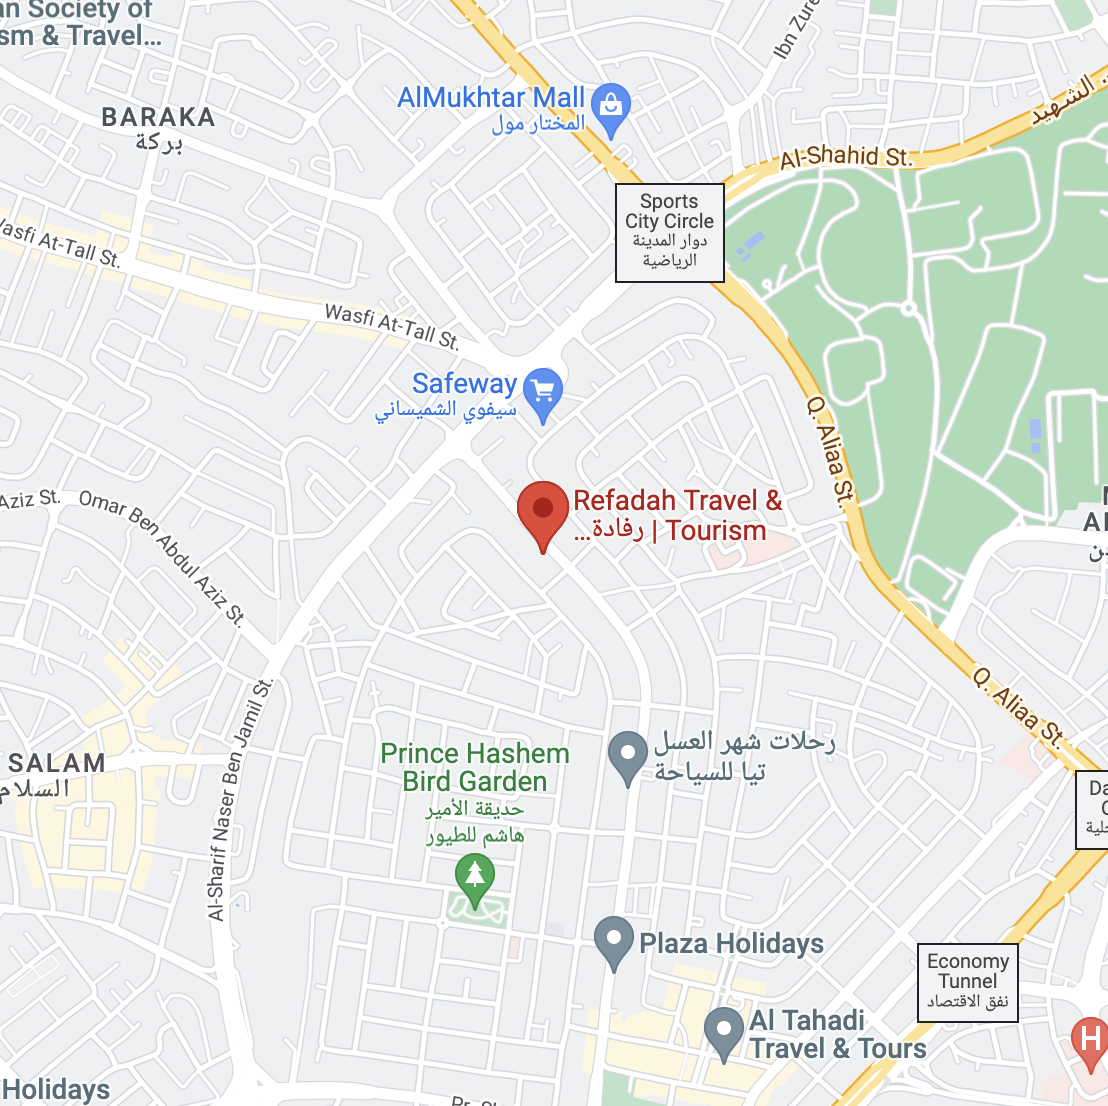 an Society of
sm & Travel...
Ibn Zure
AlMukhtar Mall
المختار مول
BARAKA
بركة
الشهيد
Al-Shahid St.
Sports
City Circle
دوار المدينة
الرياضية
Wasfi At-Tall St.
Wasfi At-Tall St.
Safeway
سيفوي الشميساني
Q. Aliaa St.
Refadah Travel &
رفادة | Tourism...
Aziz St.
Omar Ben Abdul Aziz St.
Q. Aliaa St.
Al-Sharif Naser Ben Jamil St.
رحلات شهر العسل
تيا للسياحة
Prince Hashem
Bird Garden
حديقة الأمير
هاشم للطيور
SALAM
السلام
Da
Plaza Holidays
Economy
Tunnel
نفق الاقتصاد
Al Tahadi
Travel & Tours
H
Holidays